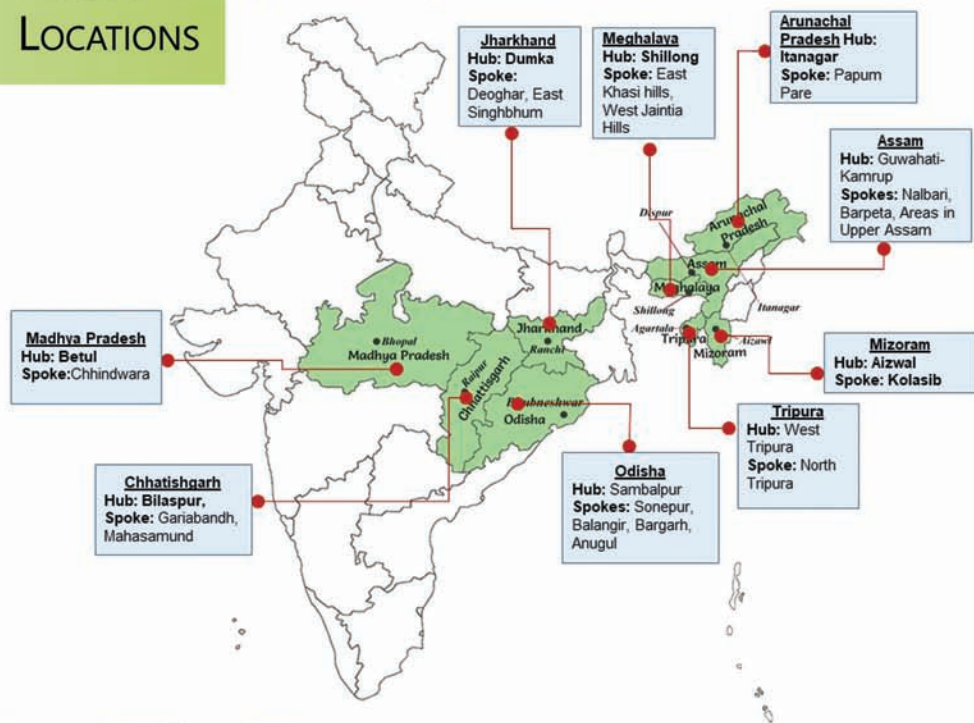 LOCATIONS
Jharkhand
Hub: Dumka
Spoke:
Deoghar, East
Singhbhum
Meghalaya
Hub: Shillong
Spoke: East
Khasi hills,
West Jaintia
Hills
Arunachal
Pradesh Hub:
Itanagar
Spoke: Papum
Pare
Assam
Hub: Guwahati-
Kamrup
Spokes: Nalbari,
Barpeta, Areas in
Upper Assam
Dispur
Arunachal
Pradesh
Assam
Meghalaya
Shillong
Itanagar
Agartala
Tripura
Aizawl
Mizoram
Jharkhand
Ranchi
Bhopal
Madhya Pradesh
Raipur
Chhattisgarh
Bhubneshwar
Odisha
Madhya Pradesh
Hub: Betul
Spoke:Chhindwara
Mizoram
Hub: Aizwal
Spoke: Kolasib
Tripura
Hub: West
Tripura
Spoke: North
Tripura
Chhatishgarh
Hub: Bilaspur,
Spoke: Gariabandh,
Mahasamund
Odisha
Hub: Sambalpur
Spokes: Sonepur,
Balangir, Bargarh,
Anugul